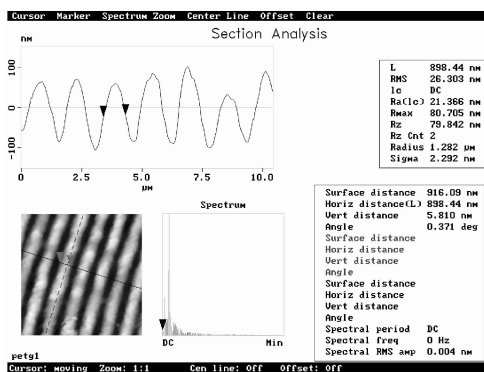 Cursor Marker Spectrum Zoom Center Line Offset Clear
Section Analysis
nm
100
0
-100
0 2.5 5.0 7.5 10.0
µm
L 898.44 nm
RMS 26.303 nm
lc DC
Ra(lc) 21.366 nm
Rmax 80.705 nm
Rz 79.842 nm
Rz Cnt 2
Radius 1.282 µm
Sigma 2.292 nm
Spectrum
DC Min
Surface distance 916.09 nm
Horiz distance(L) 898.44 nm
Vert distance 5.810 nm
Angle 0.371 deg
Surface distance
Horiz distance
Vert distance
Angle
Surface distance
Horiz distance
Vert distance
Angle
Spectral period DC
Spectral freq 0 Hz
Spectral RMS amp 0.004 nm
petg1
Cursor: moving Zoom: 1:1 Cen line: Off Offset: Off